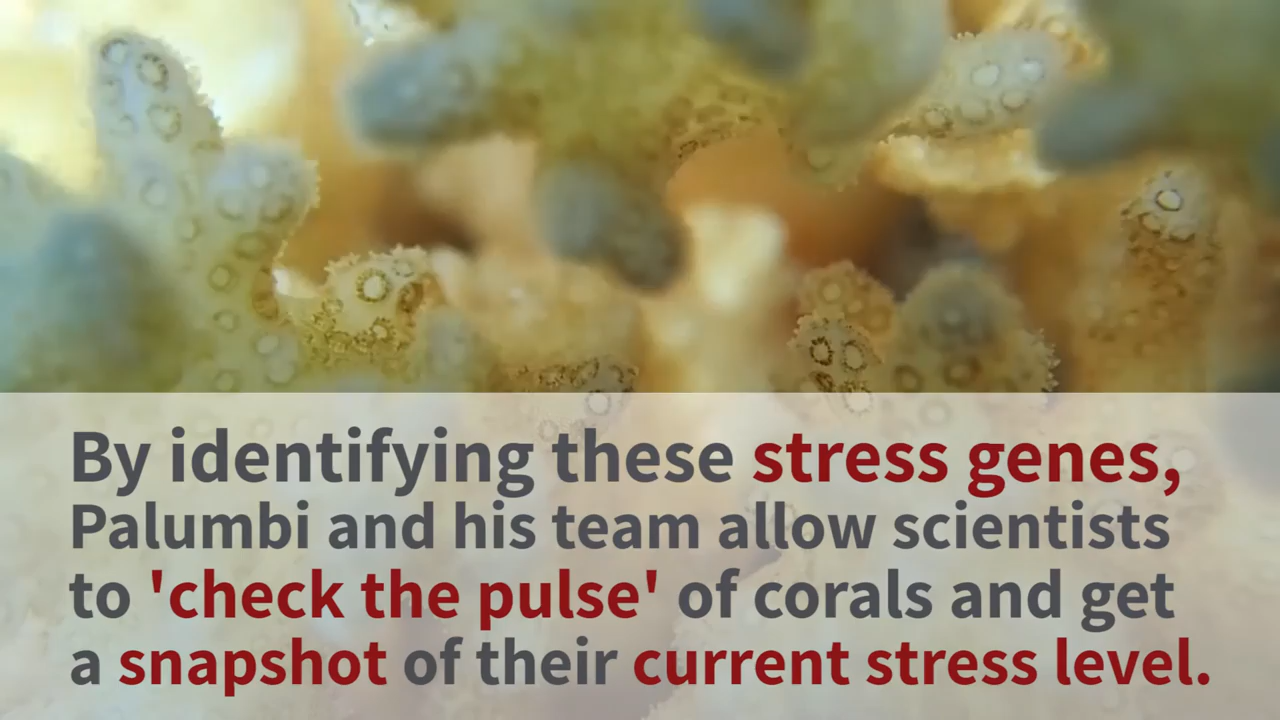 By identifying these stress genes,
Palumbi and his team allow scientists
to 'check the pulse' of corals and get
a snapshot of their current stress level.